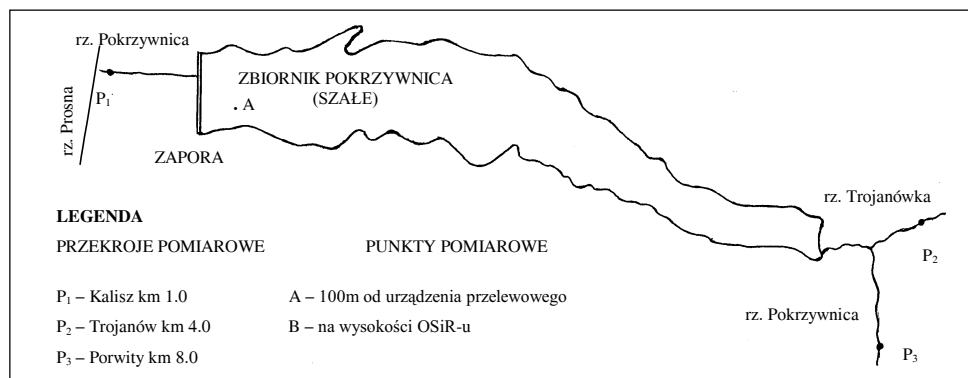 rz. Pokrzywnica
ZBIORNIK POKRZYWNICA
(SZAŁE)
P₁
A
rz. Prosna
ZAPORA
rz. Trojanówka
P₂
rz. Pokrzywnica
P₃
LEGENDA
PRZEKROJE POMIAROWE
PUNKTY POMIAROWE
P₁ – Kalisz km 1.0
A – 100m od urządzenia przelewowego
P₂ – Trojanów km 4.0
B – na wysokości OSiR-u
P₃ – Porwity km 8.0